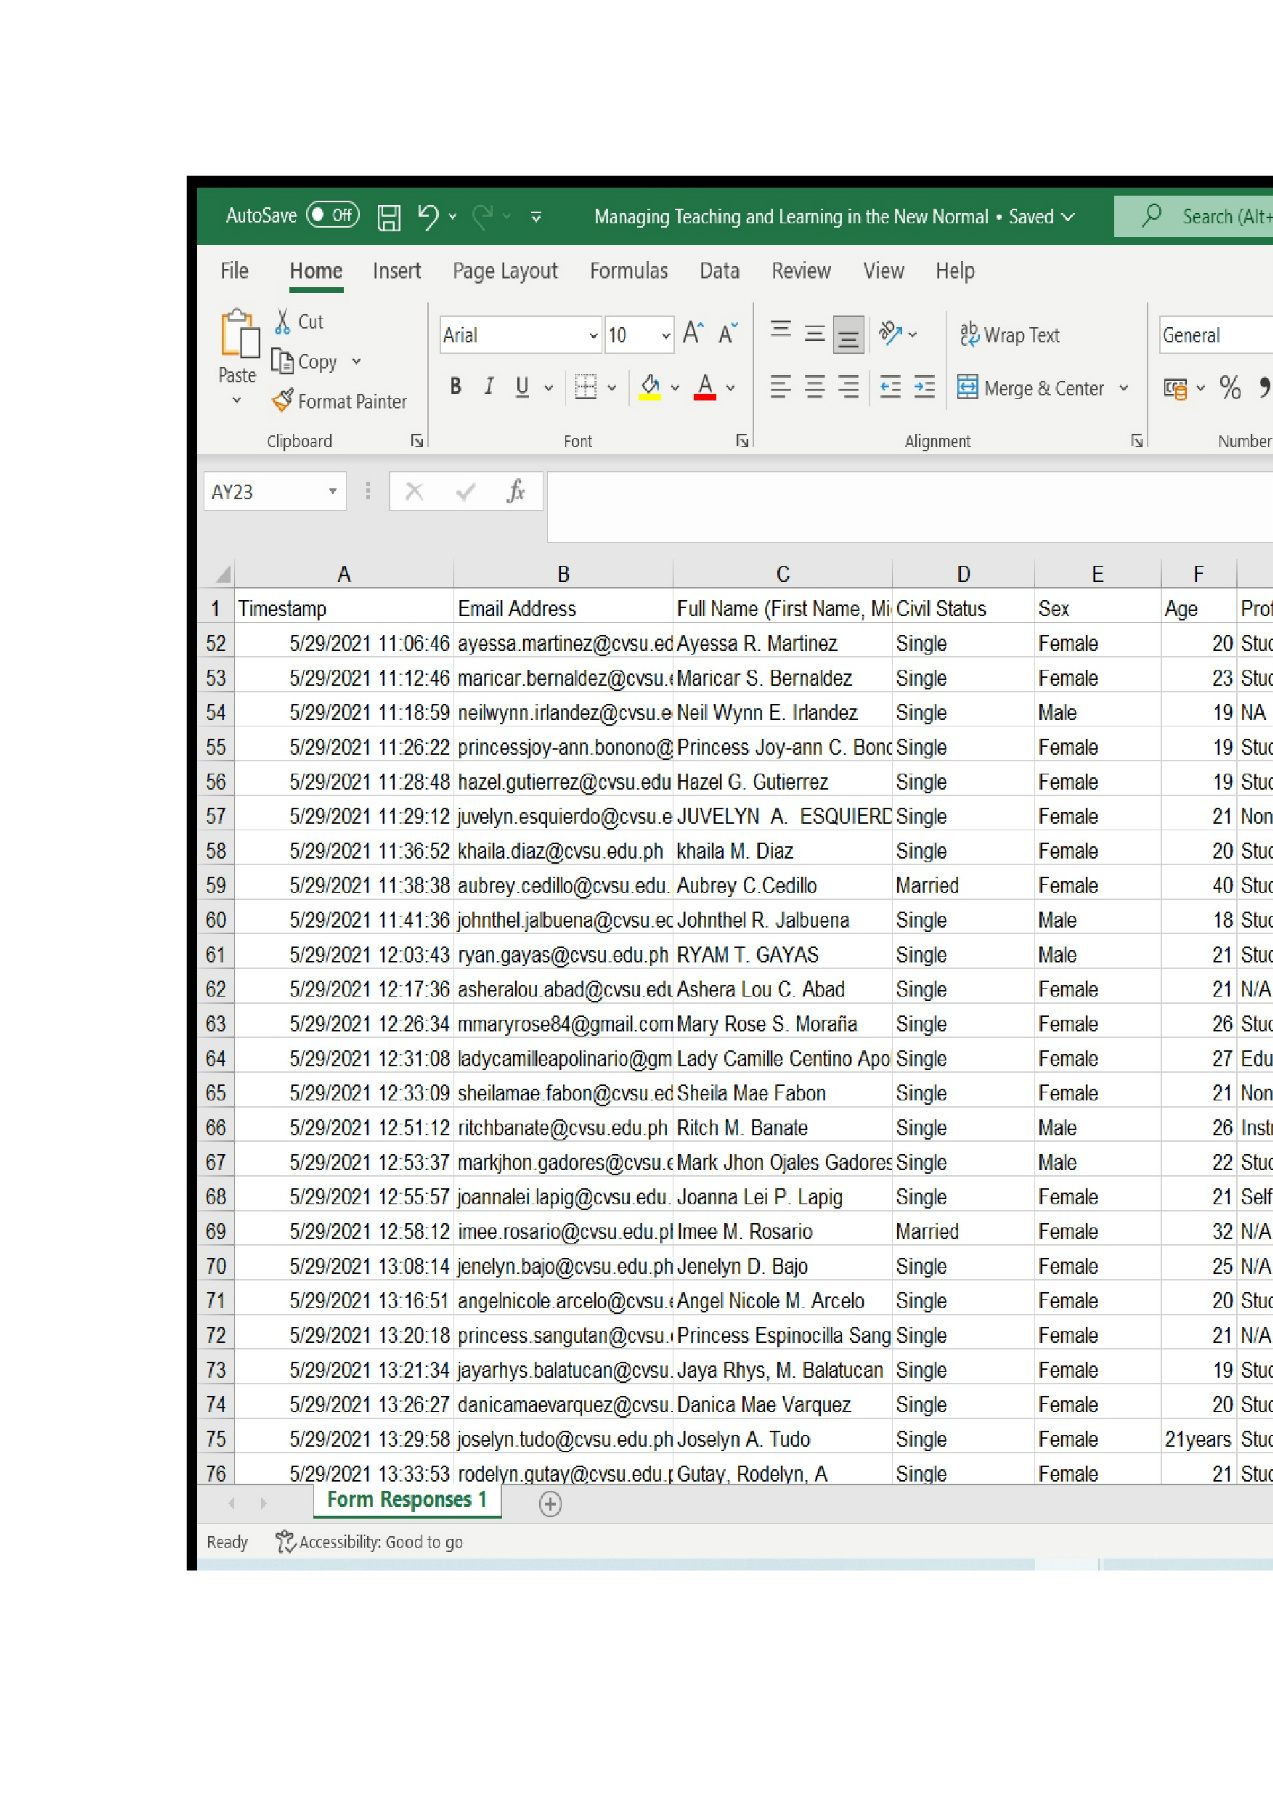 AutoSave Off Managing Teaching and Learning in the New Normal • Saved Search (Alt+
File Home Insert Page Layout Formulas Data Review View Help
Cut
Copy
Paste
Format Painter
Clipboard
Arial 10
B I U
Font
Wrap Text
Merge & Center
Alignment
General
%
Number
AY23 fx
A B C D E F
1 Timestamp Email Address Full Name (First Name, Mi Civil Status Sex Age Prof
52 5/29/2021 11:06:46 ayessa.martinez@cvsu.ed Ayessa R. Martinez Single Female 20 Stud
53 5/29/2021 11:12:46 maricar.bernaldez@cvsu.e Maricar S. Bernaldez Single Female 23 Stud
54 5/29/2021 11:18:59 neilwynn.irlandez@cvsu.e Neil Wynn E. Irlandez Single Male 19 NA
55 5/29/2021 11:26:22 princessjoy-ann.bonono@ Princess Joy-ann C. Bono Single Female 19 Stud
56 5/29/2021 11:28:48 hazel.gutierrez@cvsu.edu Hazel G. Gutierrez Single Female 19 Stud
57 5/29/2021 11:29:12 juvelyn.esquierdo@cvsu.e JUVELYN A. ESQUIERD Single Female 21 Non
58 5/29/2021 11:36:52 khaila.diaz@cvsu.edu.ph khaila M. Diaz Single Female 20 Stud
59 5/29/2021 11:38:38 aubrey.cedillo@cvsu.edu. Aubrey C.Cedillo Married Female 40 Stud
60 5/29/2021 11:41:36 johnthel.jalbuena@cvsu.ed Johnthel R. Jalbuena Single Male 18 Stud
61 5/29/2021 12:03:43 ryan.gayas@cvsu.edu.ph RYAM T. GAYAS Single Male 21 Stud
62 5/29/2021 12:17:36 asheralou.abad@cvsu.edu Ashera Lou C. Abad Single Female 21 N/A
63 5/29/2021 12:26:34 mmaryrose84@gmail.com Mary Rose S. Moraña Single Female 26 Stud
64 5/29/2021 12:31:08 ladycamilleapolinario@gm Lady Camille Centino Apo Single Female 27 Edu
65 5/29/2021 12:33:09 sheilamae.fabon@cvsu.ed Sheila Mae Fabon Single Female 21 Non
66 5/29/2021 12:51:12 ritchbanate@cvsu.edu.ph Ritch M. Banate Single Male 26 Inst
67 5/29/2021 12:53:37 markjhon.gadores@cvsu.e Mark Jhon Ojales Gadores Single Male 22 Stud
68 5/29/2021 12:55:57 joannalei.lapig@cvsu.edu. Joanna Lei P. Lapig Single Female 21 Self
69 5/29/2021 12:58:12 imee.rosario@cvsu.edu.ph Imee M. Rosario Married Female 32 N/A
70 5/29/2021 13:08:14 jenelyn.bajo@cvsu.edu.ph Jenelyn D. Bajo Single Female 25 N/A
71 5/29/2021 13:16:51 angelnicole.arcelo@cvsu.e Angel Nicole M. Arcelo Single Female 20 Stud
72 5/29/2021 13:20:18 princess.sangutan@cvsu. Princess Espinocilla Sang Single Female 21 N/A
73 5/29/2021 13:21:34 jayarhys.balatucan@cvsu. Jaya Rhys, M. Balatucan Single Female 19 Stud
74 5/29/2021 13:26:27 danicamaevarquez@cvsu. Danica Mae Varquez Single Female 20 Stud
75 5/29/2021 13:29:58 joselyn.tudo@cvsu.edu.ph Joselyn A. Tudo Single Female 21years Stud
76 5/29/2021 13:33:53 rodelyn.gutay@cvsu.edu.p Gutay, Rodelyn, A Single Female 21 Stud
Form Responses 1
Ready Accessibility: Good to go